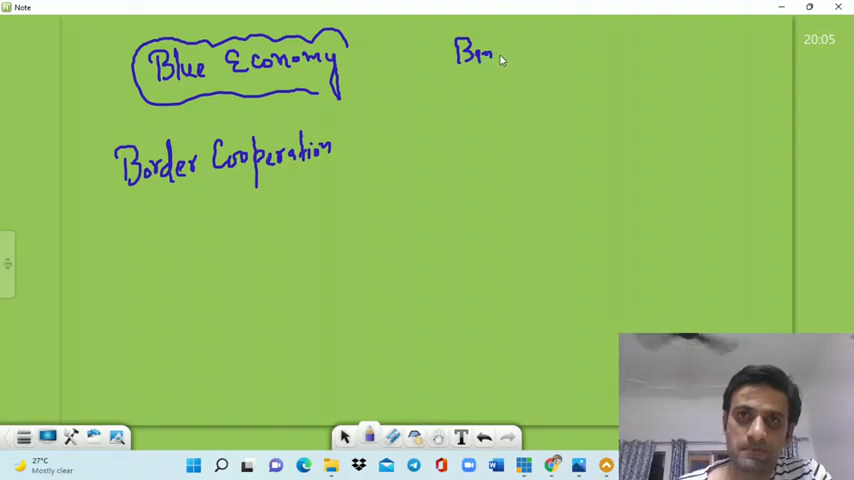 Note
20:05
Blue Economy
Border Cooperation
27°C
Mostly clear